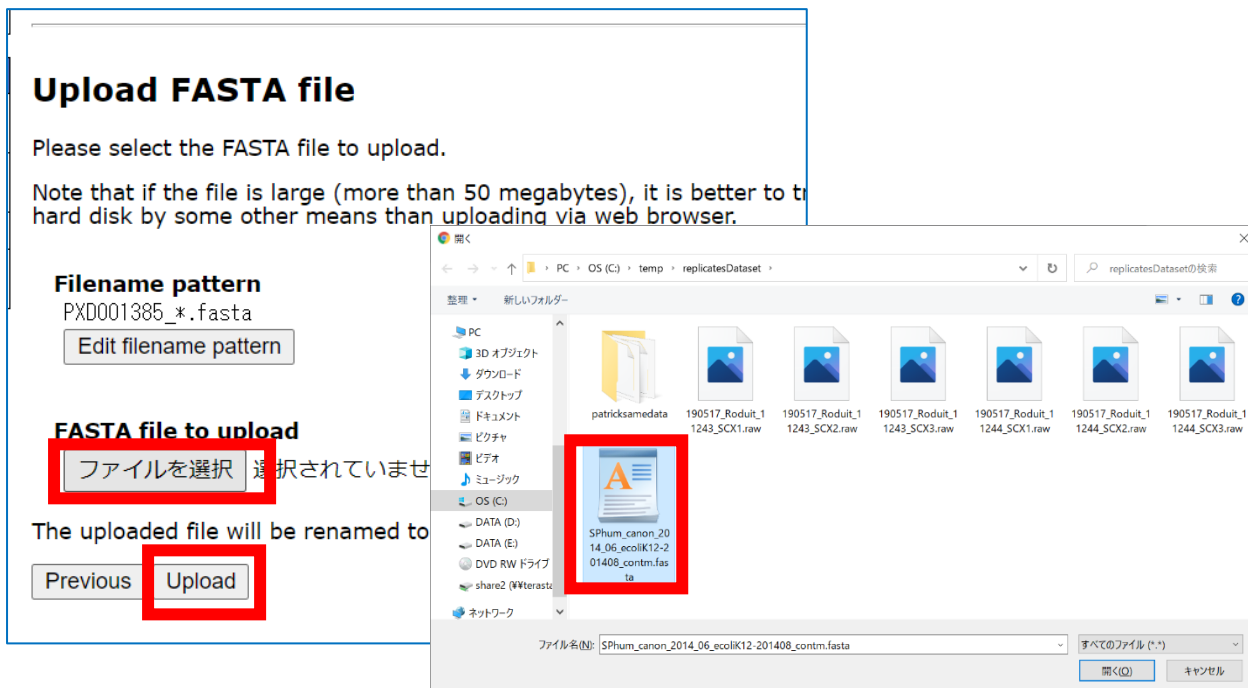 Upload FASTA file
Please select the FASTA file to upload.
Note that if the file is large (more than 50 megabytes), it is better to
hard disk by some other means than uploading via web browser.
Filename pattern
PXD001385_*.fasta
Edit filename pattern
FASTA file to upload
ファイルを選択 選択されていませ
The uploaded file will be renamed to
Previous Upload
開く
PC › OS (C:) › temp › replicatesDataset ›
replicatesDatasetの検索
整理 新しいフォルダー
PC
3D オブジェクト
ダウンロード
デスクトップ
ドキュメント
ピクチャ
ビデオ
ミュージック
OS (C:)
DATA (D:)
DATA (E:)
DVD RW ドライブ
share2 (¥¥terasta
ネットワーク
patricksamedata
190517_Roduit_1
1243_SCX1.raw
190517_Roduit_1
1243_SCX2.raw
190517_Roduit_1
1243_SCX3.raw
190517_Roduit_1
1244_SCX1.raw
190517_Roduit_1
1244_SCX2.raw
190517_Roduit_1
1244_SCX3.raw
SPhum_canon_20
14_06_ecoliK12-2
01408_contm.fas
ta
ファイル名(N): SPhum_canon_2014_06_ecoliK12-201408_contm.fasta
すべてのファイル (*.*)
開く(O) キャンセル